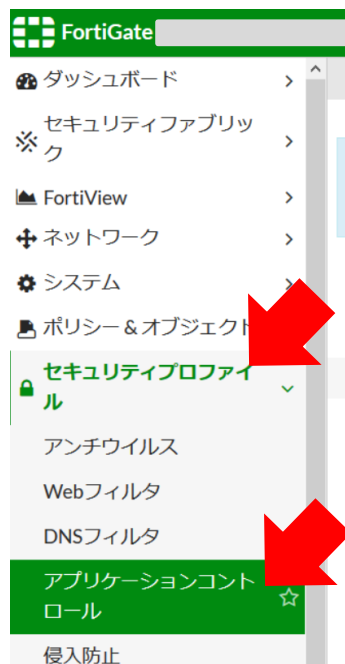 FortiGate
ダッシュボード
セキュリティファブリッ
ク
FortiView
ネットワーク
システム
ポリシー & オブジェクト
セキュリティプロファイ
ル
アンチウイルス
Webフィルタ
DNSフィルタ
アプリケーションコント
ロール
侵入防止